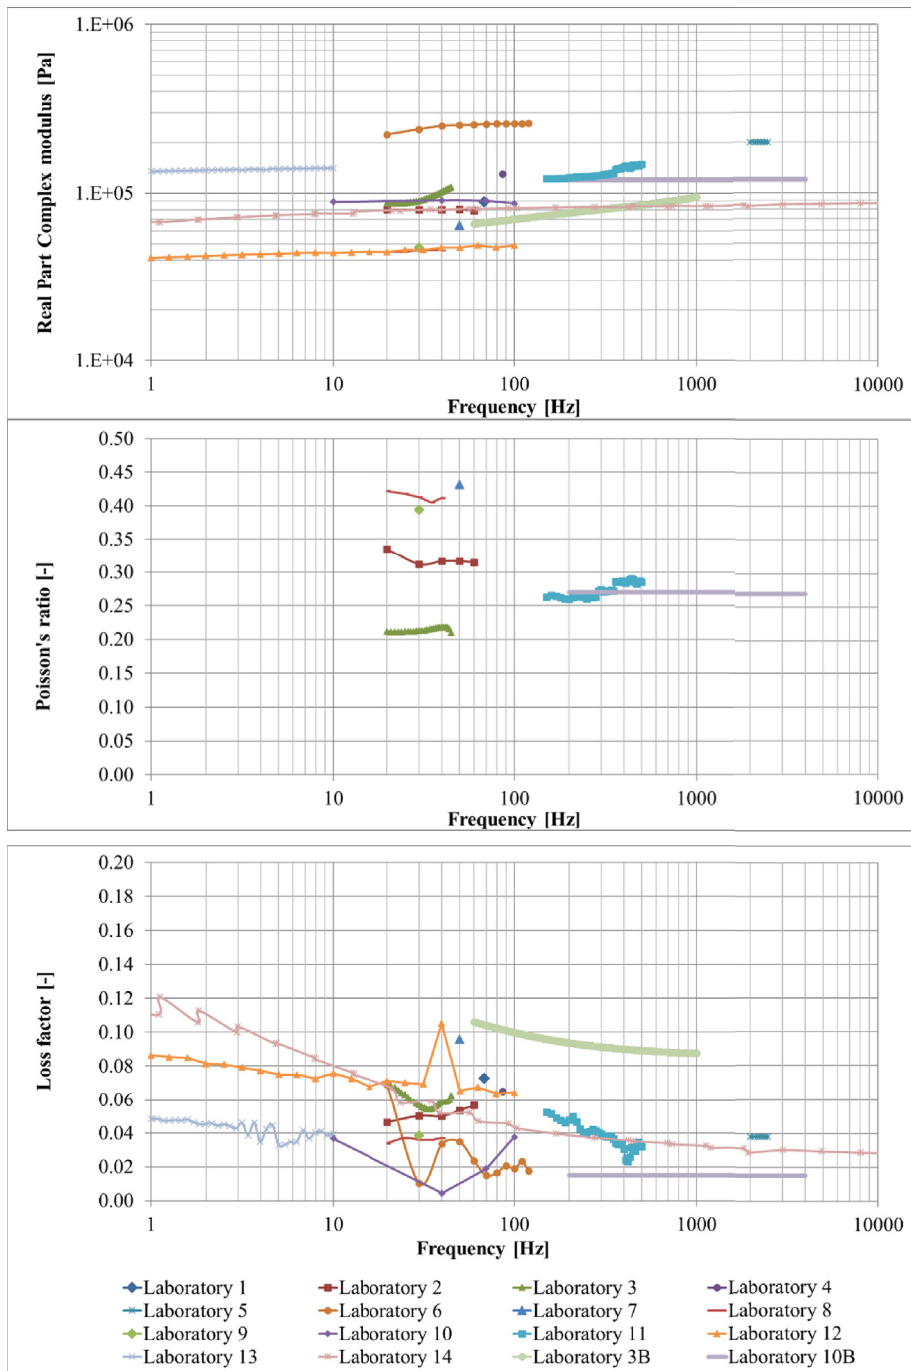 1.E+06
1.E+05
1.E+04
Real Part Complex modulus [Pa]
1 10 100 1000 10000
Frequency [Hz]
0.50
0.45
0.40
0.35
0.30
0.25
0.20
0.15
0.10
0.05
0.00
Poisson's ratio [-]
1 10 100 1000 10000
Frequency [Hz]
0.20
0.18
0.16
0.14
0.12
0.10
0.08
0.06
0.04
0.02
0.00
Loss factor [-]
1 10 100 1000 10000
Frequency [Hz]
Laboratory 1 Laboratory 2 Laboratory 3 Laboratory 4
Laboratory 5 Laboratory 6 Laboratory 7 Laboratory 8
Laboratory 9 Laboratory 10 Laboratory 11 Laboratory 12
Laboratory 13 Laboratory 14 Laboratory 3B Laboratory 10B